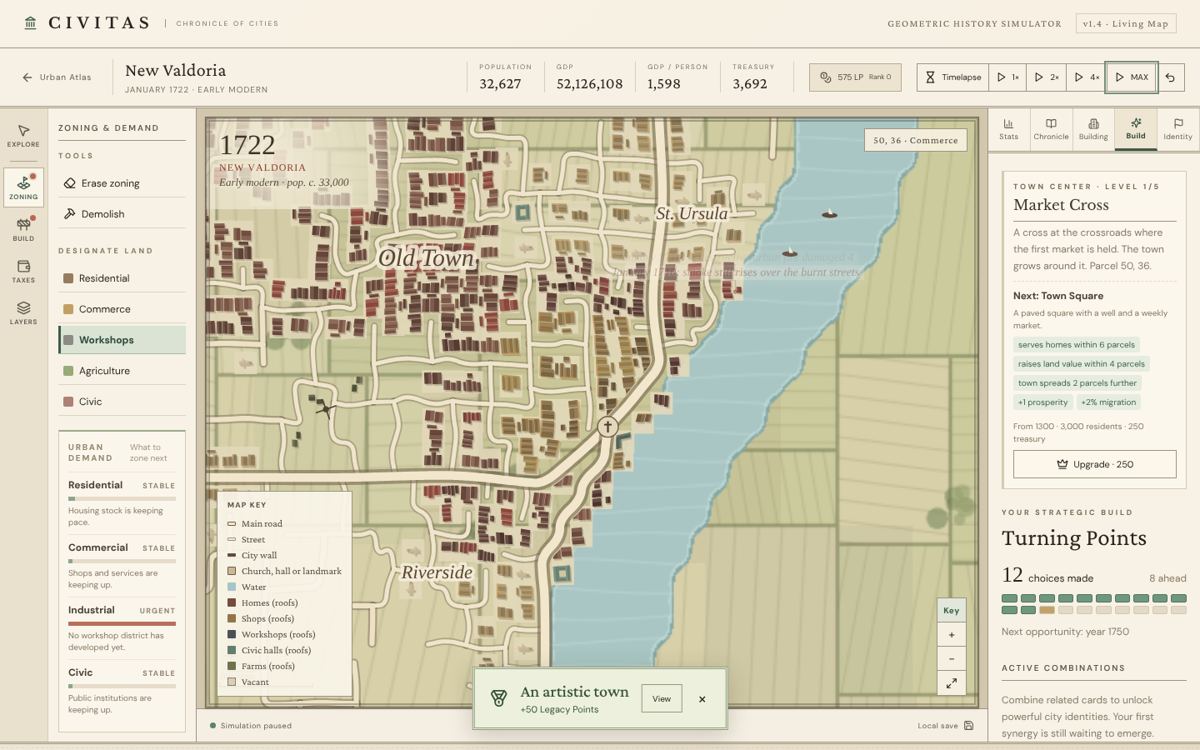 CIVITAS
CHRONICLE OF CITIES
GEOMETRIC HISTORY SIMULATOR
v1.4 · Living Map
Urban Atlas
New Valdoria
JANUARY 1722 · EARLY MODERN
POPULATION
32,627
GDP
52,126,108
GDP / PERSON
1,598
TREASURY
3,692
575 LP Rank 0
Timelapse
1×
2×
4×
MAX
EXPLORE
ZONING
BUILD
TAXES
LAYERS
ZONING & DEMAND
TOOLS
Erase zoning
Demolish
DESIGNATE LAND
Residential
Commerce
Workshops
Agriculture
Civic
URBAN DEMAND
What to zone next
Residential STABLE
Housing stock is keeping pace.
Commercial STABLE
Shops and services are keeping up.
Industrial URGENT
No workshop district has developed yet.
Civic STABLE
Public institutions are keeping up.
1722
NEW VALDORIA
Early modern · pop. c. 33,000
50, 36 · Commerce
St. Ursula
Old Town
damaged 4
smoke still rises over the burnt streets
Riverside
MAP KEY
Main road
Street
City wall
Church, hall or landmark
Water
Homes (roofs)
Shops (roofs)
Workshops (roofs)
Civic halls (roofs)
Farms (roofs)
Vacant
Key
+
−
An artistic town
+50 Legacy Points
View
×
Simulation paused
Local save
Stats
Chronicle
Building
Build
Identity
TOWN CENTER · LEVEL 1/5
Market Cross
A cross at the crossroads where
the first market is held. The town
grows around it. Parcel 50, 36.
Next: Town Square
A paved square with a well and a weekly
market.
serves homes within 6 parcels
raises land value within 4 parcels
town spreads 2 parcels further
+1 prosperity
+2% migration
From 1300 · 3,000 residents · 250
treasury
Upgrade · 250
YOUR STRATEGIC BUILD
Turning Points
12 choices made
8 ahead
Next opportunity: year 1750
ACTIVE COMBINATIONS
Combine related cards to unlock
powerful city identities. Your first
synergy is still waiting to emerge.